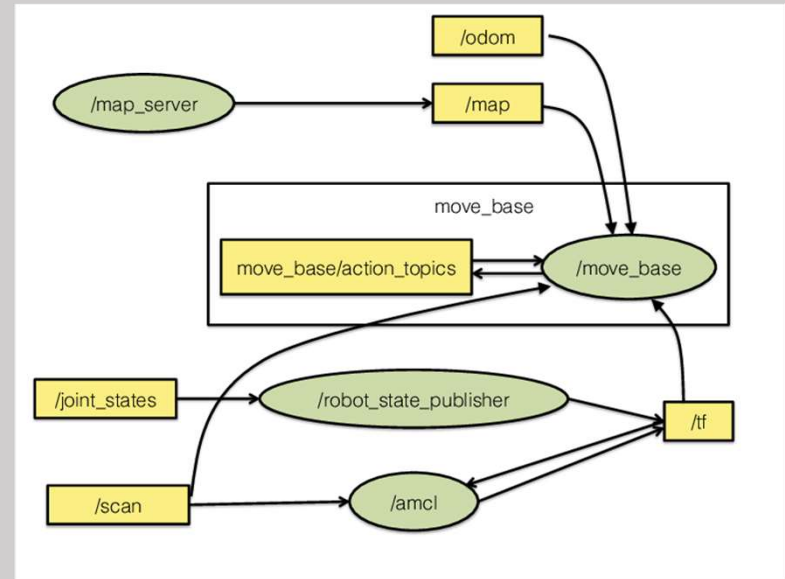 /odom
/map_server
/map
move_base
move_base/action_topics
/move_base
/joint_states
/robot_state_publisher
/tf
/scan
/amcl